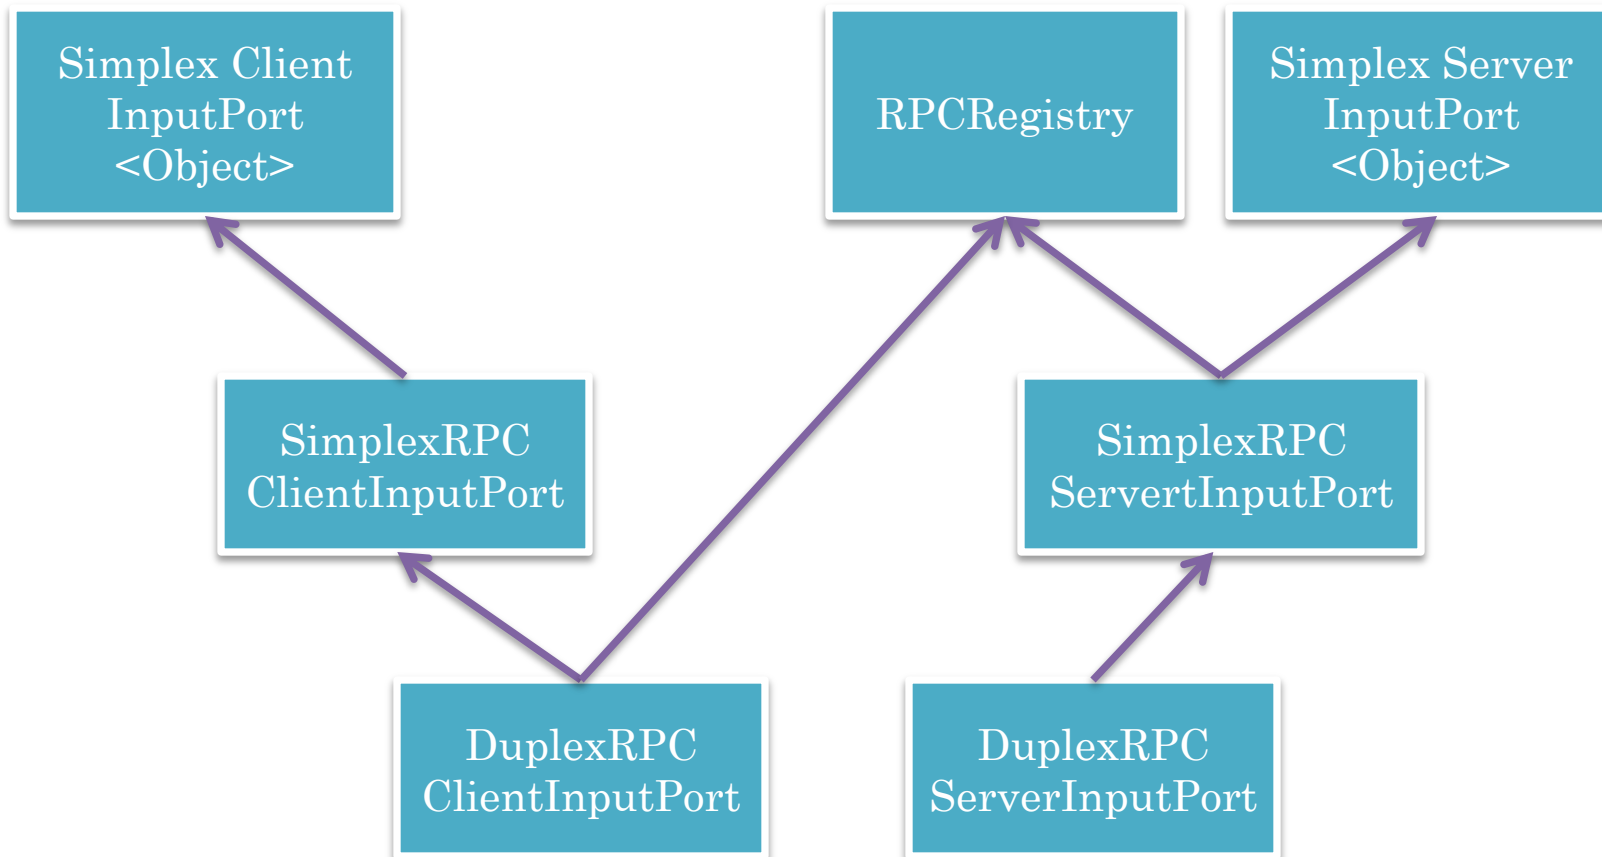 Simplex Client
InputPort
<Object>
RPCRegistry
Simplex Server
InputPort
<Object>
SimplexRPC
ClientInputPort
SimplexRPC
ServertInputPort
DuplexRPC
ClientInputPort
DuplexRPC
ServerInputPort